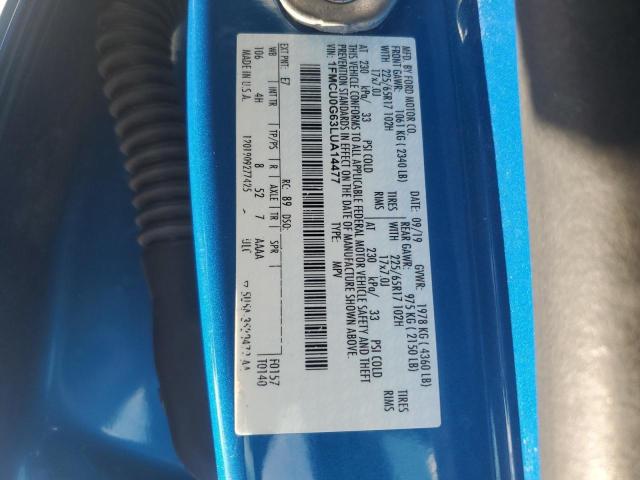 MFD. BY FORD MOTOR CO.
DATE: 09/19 GVWR: 1978 KG ( 4360 LB)
FRONT GAWR: 1061 KG ( 2340 LB) REAR GAWR: 975 KG ( 2150 LB)
WITH 225/65R17 102H TIRES WITH 225/65R17 102H TIRES
17x7.0J RIMS 17x7.0J RIMS
AT 230 kPa/ 33 PSI COLD AT 230 kPa/ 33 PSI COLD
THIS VEHICLE CONFORMS TO ALL APPLICABLE FEDERAL MOTOR VEHICLE SAFETY AND THEFT
PREVENTION STANDARDS IN EFFECT ON THE DATE OF MANUFACTURE SHOWN ABOVE.
VIN: 1FMCU0G63LUA14477 TYPE: MPV
F0157
T0140
EXT PNT: E7 RC: 89 DSO:
WB INT TR TP/PS R AXLE TR SPR
106 4H 8 52 7 AAAA
MADE IN U.S.A. 1701909277425